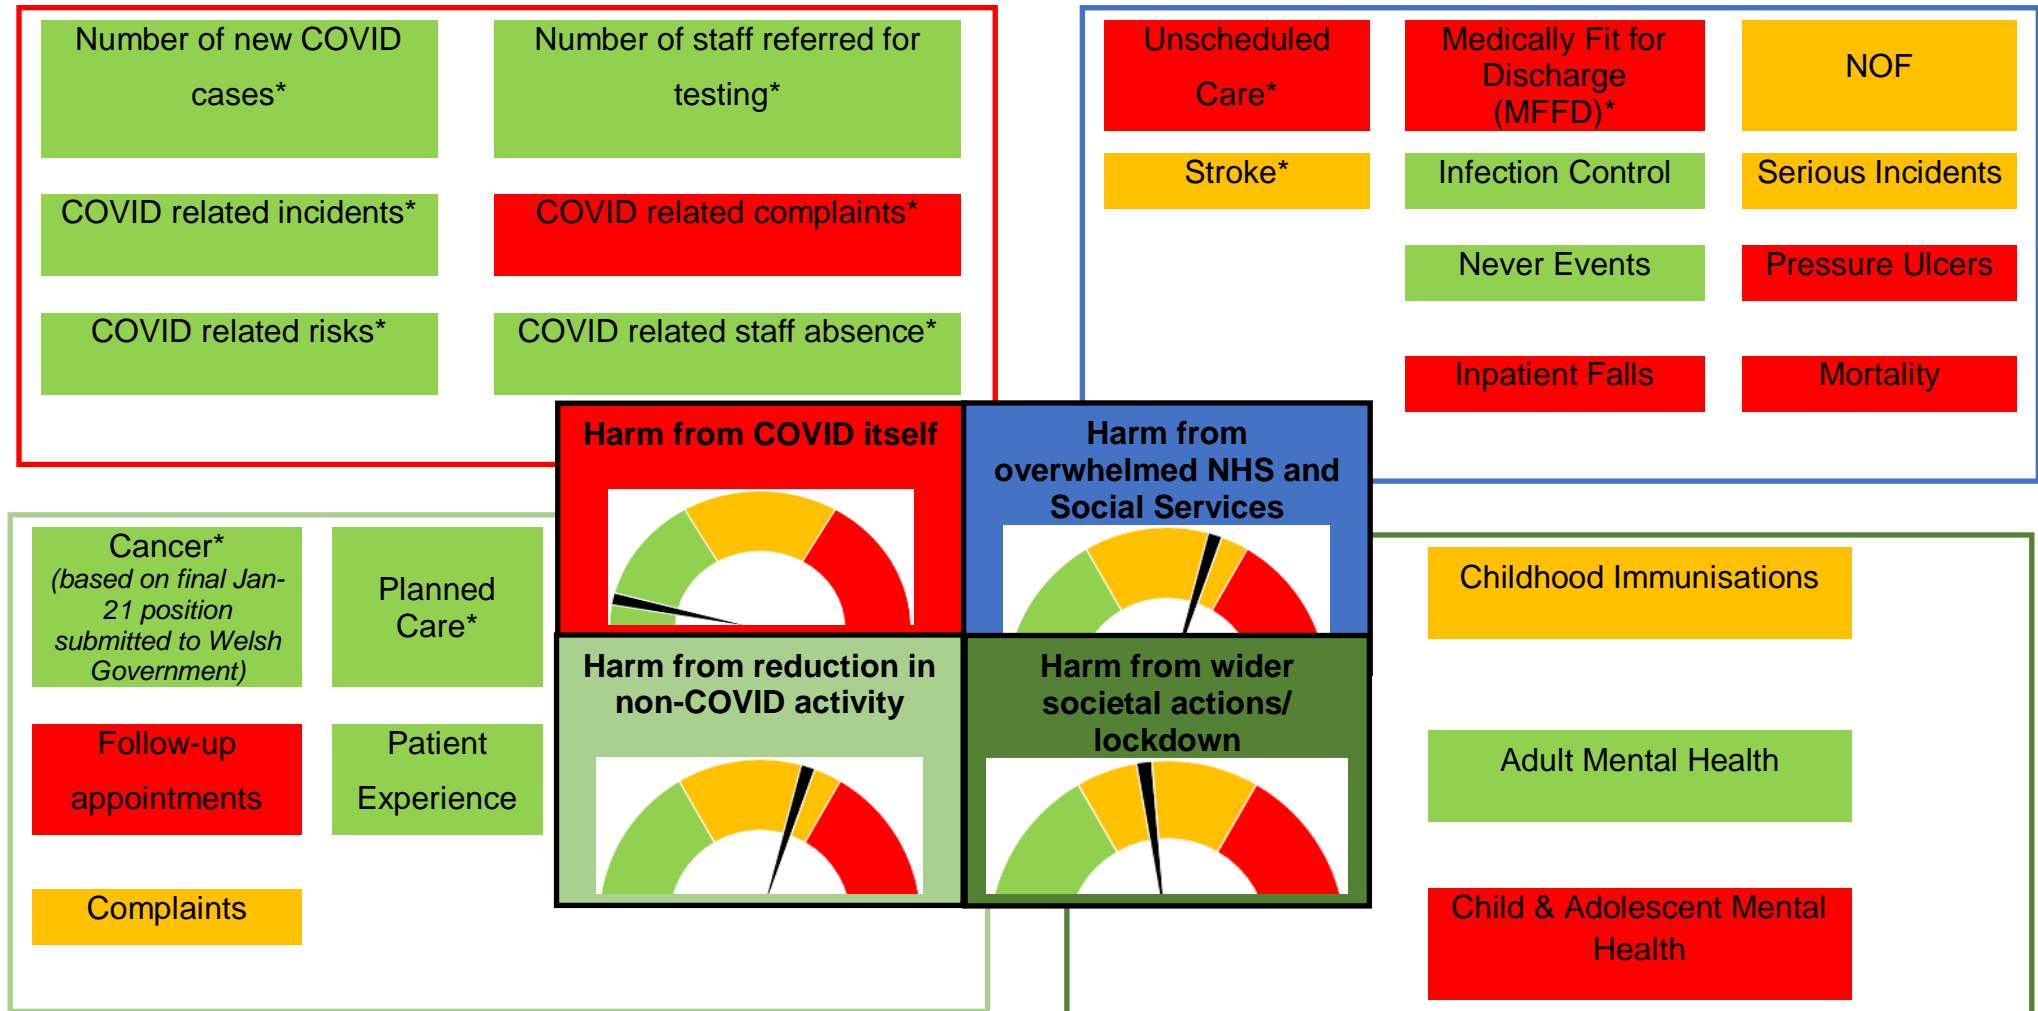 Number of new COVID
cases*
Number of staff referred for
testing*
COVID related incidents*
COVID related complaints*
COVID related risks*
COVID related staff absence*
Unscheduled
Care*
Medically Fit for
Discharge
(MFFD)*
NOF
Stroke*
Infection Control
Serious Incidents
Never Events
Pressure Ulcers
Inpatient Falls
Mortality
Harm from COVID itself
Harm from
overwhelmed NHS and
Social Services
Harm from reduction in
non-COVID activity
Harm from wider
societal actions/
lockdown
Cancer*
(based on final Jan-
21 position
submitted to Welsh
Government)
Planned
Care*
Follow-up
appointments
Patient
Experience
Complaints
Childhood Immunisations
Adult Mental Health
Child & Adolescent Mental
Health